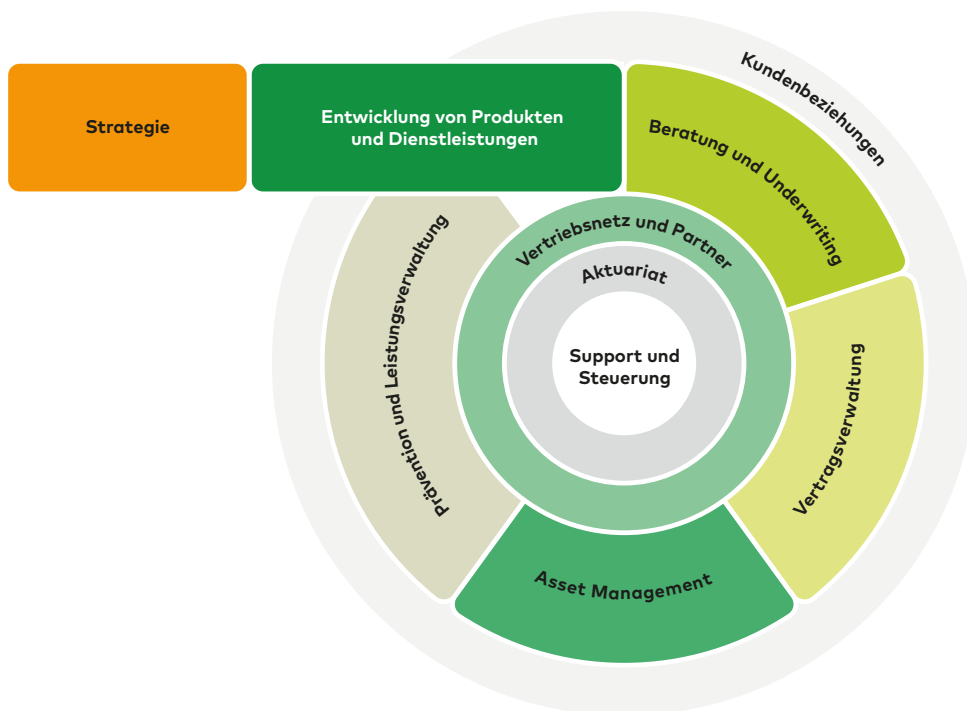 Strategie
Entwicklung von Produkten
und Dienstleistungen
Kundenbeziehungen
Beratung und Underwriting
Vertriebsnetz und Partner
Aktuariat
Support und
Steuerung
Prävention und Leistungsverwaltung
Vertragsverwaltung
Asset Management